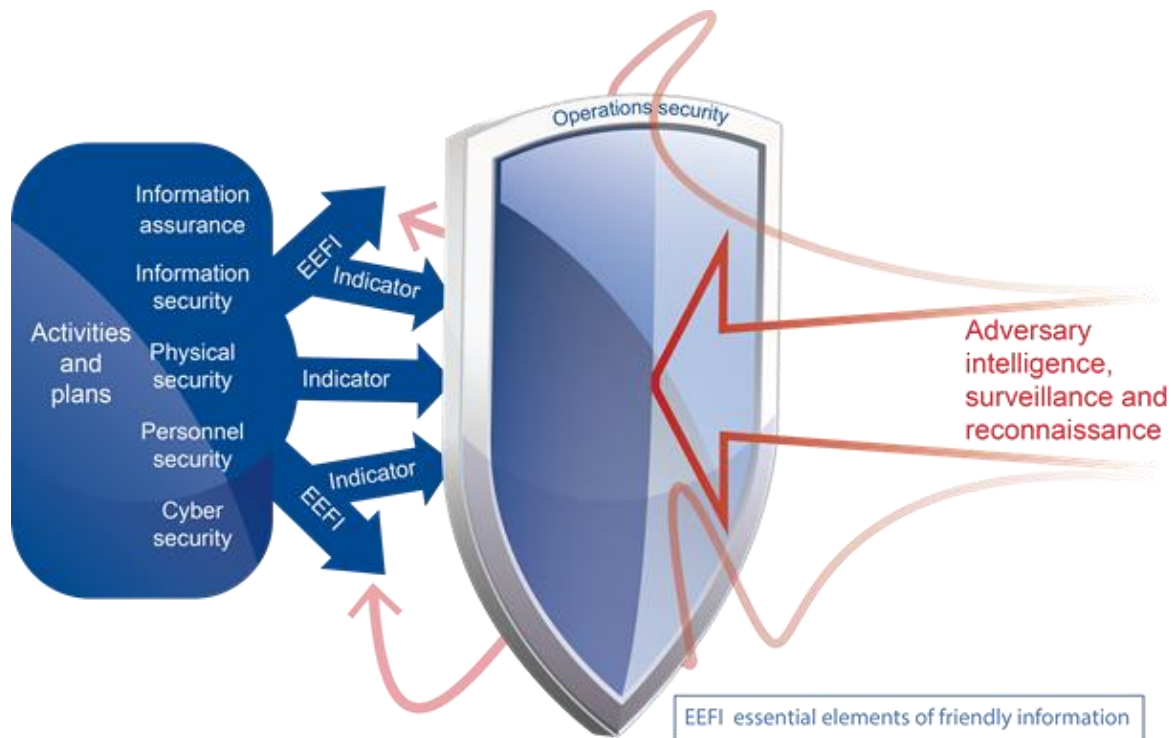 Operations security
Information
assurance
Information
security
Activities
and
plans
Physical
security
Personnel
security
Cyber
security
EEFI
Indicator
Indicator
Indicator
EEFI
Adversary
intelligence,
surveillance and
reconnaissance
EEFI essential elements of friendly information